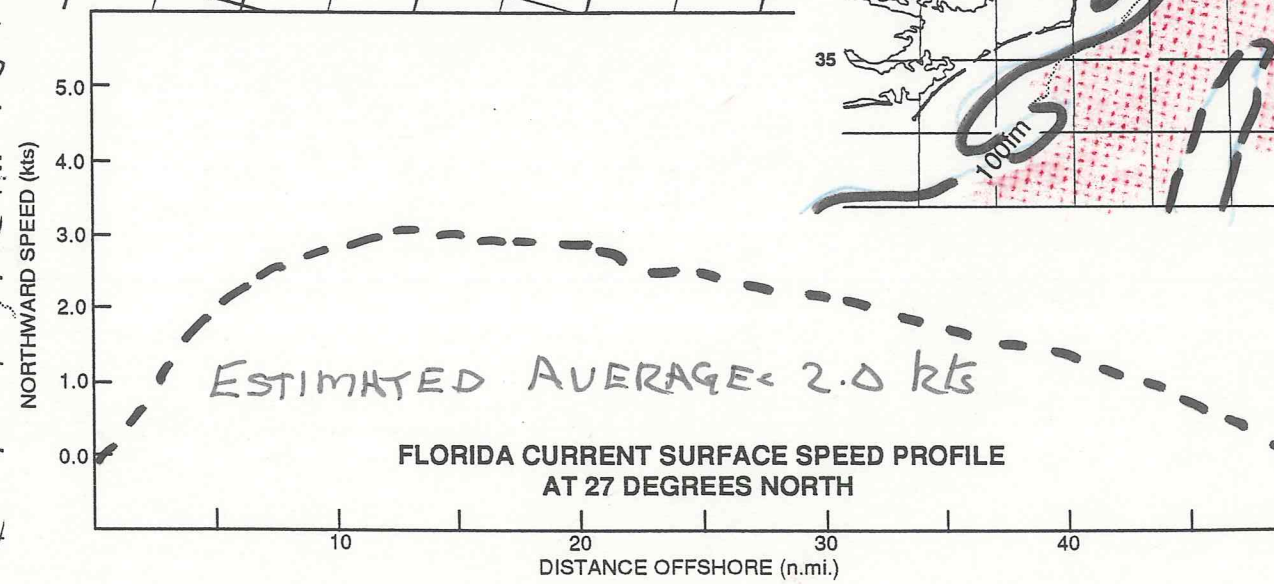 35
100fm
5.0
4.0
3.0
2.0
1.0
0.0
NORTHWARD SPEED (kts)
ESTIMATED AVERAGE< 2.0 kts
FLORIDA CURRENT SURFACE SPEED PROFILE
AT 27 DEGREES NORTH
10
20
30
40
DISTANCE OFFSHORE (n.mi.)